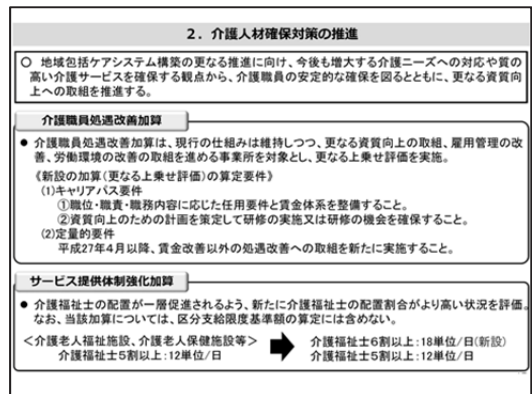 2．介護人材確保対策の推進
○ 地域包括ケアシステム構築の更なる推進に向け、今後も増大する介護ニーズへの対応や質の
高い介護サービスを確保する観点から、介護職員の安定的な確保を図るとともに、更なる資質向
上への取組を推進する。
介護職員処遇改善加算
● 介護職員処遇改善加算は、現行の仕組みは維持しつつ、更なる資質向上の取組、雇用管理の改
善、労働環境の改善の取組を進める事業所を対象とし、更なる上乗せ評価を実施。
《新設の加算（更なる上乗せ評価）の算定要件》
(1)キャリアパス要件
①職位・職責・職務内容に応じた任用要件と賃金体系を整備すること。
②資質向上のための計画を策定して研修の実施又は研修の機会を確保すること。
(2)定量的要件
平成27年4月以降、賃金改善以外の処遇改善への取組を新たに実施すること。
サービス提供体制強化加算
● 介護福祉士の配置が一層促進されるよう、新たに介護福祉士の配置割合がより高い状況を評価。
なお、当該加算については、区分支給限度基準額の算定には含めない。
＜介護老人福祉施設、介護老人保健施設等＞
介護福祉士5割以上：12単位/日
介護福祉士6割以上：18単位/日(新設)
介護福祉士5割以上：12単位/日